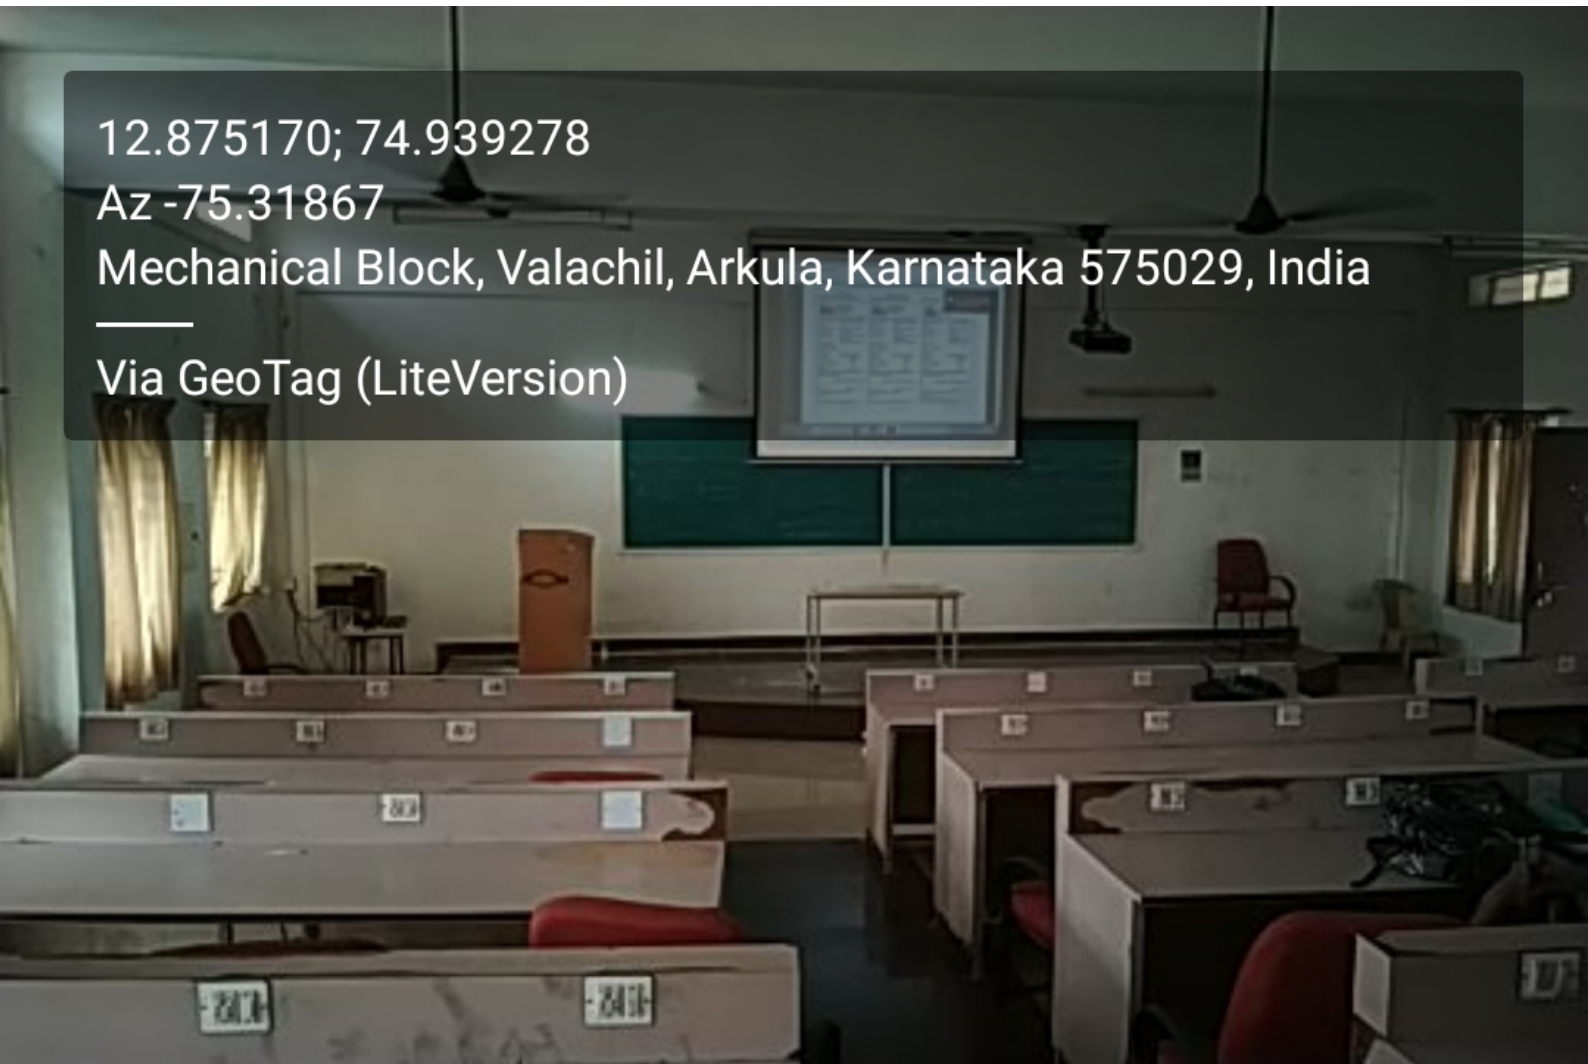 12.875170; 74.939278
Az -75.31867
Mechanical Block, Valachil, Arkula, Karnataka 575029, India
Via GeoTag (LiteVersion)